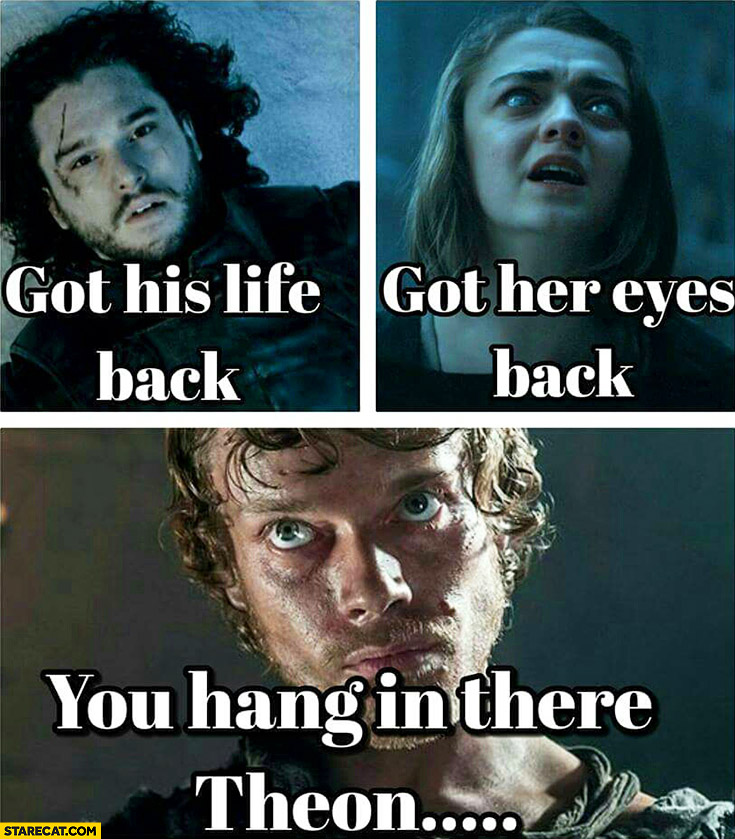 Got his life
back
Got her eyes
back
You hang in there
Theon.....
STARECAT.COM